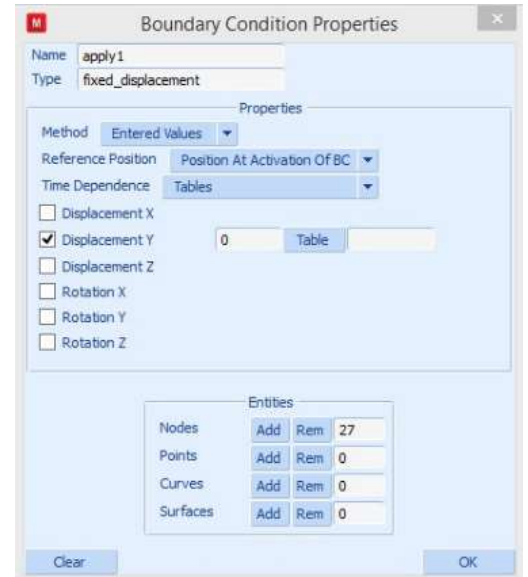 M Boundary Condition Properties
Name apply1
Type fixed_displacement
Properties
Method Entered Values
Reference Position Position At Activation Of BC
Time Dependence Tables
Displacement X
Displacement Y 0 Table
Displacement Z
Rotation X
Rotation Y
Rotation Z
Entities
Nodes Add Rem 27
Points Add Rem 0
Curves Add Rem 0
Surfaces Add Rem 0
Clear OK